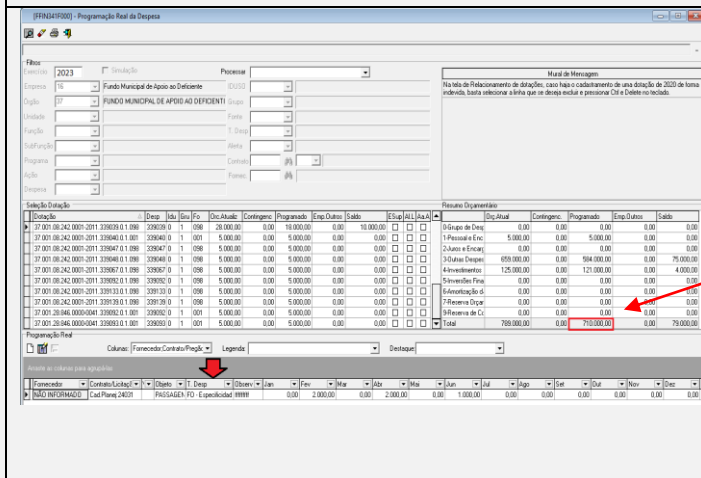 [FFIN341F000] - Programação Real da Despesa
Filtros
Exercício 2023 Simulação Processar
Empresa 16 Fundo Municipal de Apoio ao Deficiente IDUSO
Órgão 37 FUNDO MUNICIPAL DE APOIO AO DEFICIENTI Grupo
Unidade Fonte
Função T. Desp
SubFunção Alerta
Programa Contrato
Ação Fornec.
Despesa
Mural de Mensagem
Na tela de Relacionamento de dotações, caso haja o cadastramento de uma dotação de 2020 de forma indevida, basta selecionar a linha que se deseja excluir e pressionar Ctrl e Delete no teclado.
Seleção Dotação
Dotação Desp Idu Gru Fo Orc.Atualiz Contingenc Programado Emp.Outros Saldo ESup All. Aa.A
37.001.08.242.0001-2011.339039.0.1.098 339039 0 1 098 28.000,00 0,00 18.000,00 0,00 10.000,00
37.001.08.242.0001-2011.339040.0.1.001 339040 0 1 001 5.000,00 0,00 5.000,00 0,00 0,00
37.001.08.242.0001-2011.339047.0.1.098 339047 0 1 098 5.000,00 0,00 5.000,00 0,00 0,00
37.001.08.242.0001-2011.339048.0.1.098 339048 0 1 098 5.000,00 0,00 5.000,00 0,00 0,00
37.001.08.242.0001-2011.339067.0.1.098 339067 0 1 098 5.000,00 0,00 5.000,00 0,00 0,00
37.001.08.242.0001-2011.339092.0.1.098 339092 0 1 098 5.000,00 0,00 5.000,00 0,00 0,00
37.001.08.242.0001-2011.339133.0.1.098 339133 0 1 098 5.000,00 0,00 5.000,00 0,00 0,00
37.001.08.242.0001-2011.339139.0.1.098 339139 0 1 098 5.000,00 0,00 5.000,00 0,00 0,00
37.001.28.846.0000-0041.339092.0.1.001 339092 0 1 001 5.000,00 0,00 5.000,00 0,00 0,00
37.001.28.846.0000-0041.339093.0.1.001 339093 0 1 001 5.000,00 0,00 5.000,00 0,00 0,00
Resumo Orçamentário
Orç.Atual Contingenc. Programado Emp.Outros Saldo
0-Grupo de Desp 0,00 0,00 0,00 0,00 0,00
1-Pessoal e Enc 5.000,00 0,00 5.000,00 0,00 0,00
2-Juros e Encarg 0,00 0,00 0,00 0,00 0,00
3-Outras Despes 659.000,00 0,00 584.000,00 0,00 75.000,00
4-Investimentos 125.000,00 0,00 121.000,00 0,00 4.000,00
5-Inversões Fina 0,00 0,00 0,00 0,00 0,00
6-Amortização d 0,00 0,00 0,00 0,00 0,00
7-Reserva Orçar 0,00 0,00 0,00 0,00 0,00
9-Reserva de Cc 0,00 0,00 0,00 0,00 0,00
Total 789.000,00 0,00 710.000,00 0,00 79.000,00
Programação Real
Colunas: Fornecedor;Contrato/Pregão; Legenda: Destaque:
Arraste as colunas para agrupá-las
Fornecedor Contrato/Licitaçã Objeto T. Desp Observ Jan Fev Mar Abr Mai Jun Jul Ago Set Out Nov Dez
NÃO INFORMADO Cad.Planej.24031 PASSAGEN FO - Especificidad 0,00 2.000,00 0,00 2.000,00 0,00 1.000,00 0,00 0,00 0,00 0,00 0,00 0,00